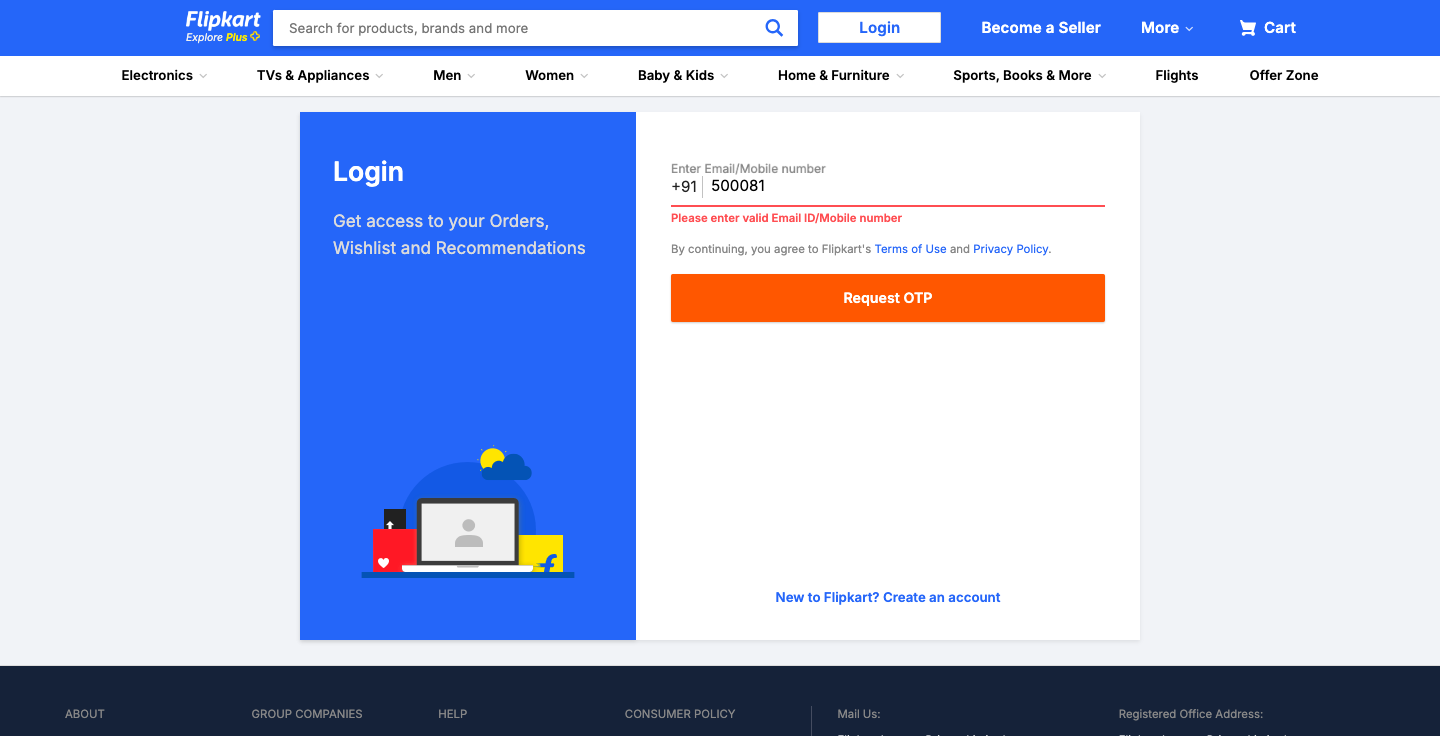 Flipkart
Explore Plus
Search for products, brands and more
Login
Become a Seller
More
Cart
Electronics
TVs & Appliances
Men
Women
Baby & Kids
Home & Furniture
Sports, Books & More
Flights
Offer Zone
Login
Get access to your Orders,
Wishlist and Recommendations
Enter Email/Mobile number
+91 500081
Please enter valid Email ID/Mobile number
By continuing, you agree to Flipkart's Terms of Use and Privacy Policy.
Request OTP
New to Flipkart? Create an account
ABOUT
GROUP COMPANIES
HELP
CONSUMER POLICY
Mail Us:
Registered Office Address: